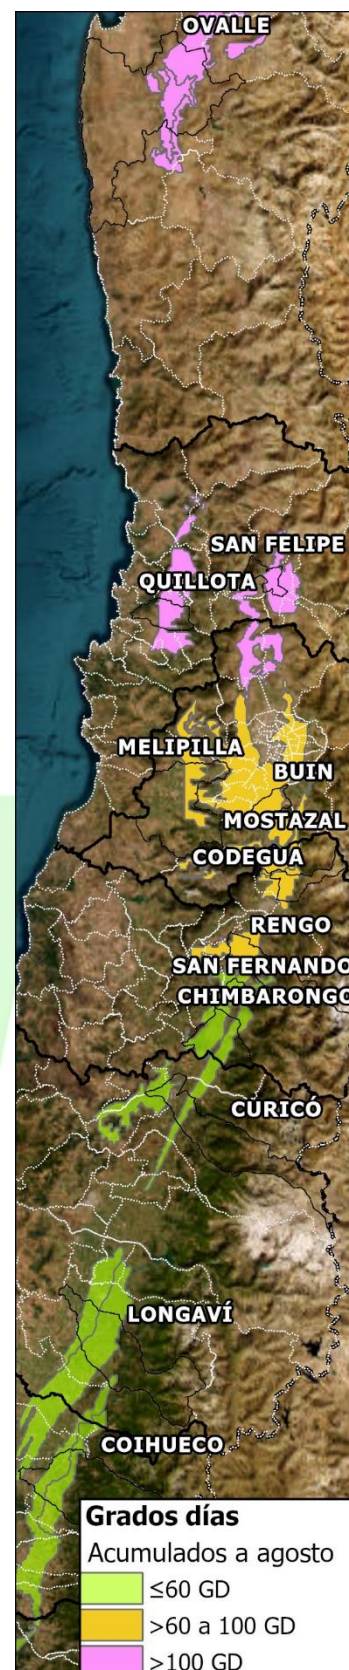 OVALLE
SAN FELIPE
QUILLOTA
MELIPILLA
BUIN
MOSTAZAL
CODEGUA
RENGO
SAN FERNANDO
CHIMBARONGO
CURICÓ
LONGAVÍ
COIHUECO
Grados días
Acumulados a agosto
≤60 GD
>60 a 100 GD
>100 GD